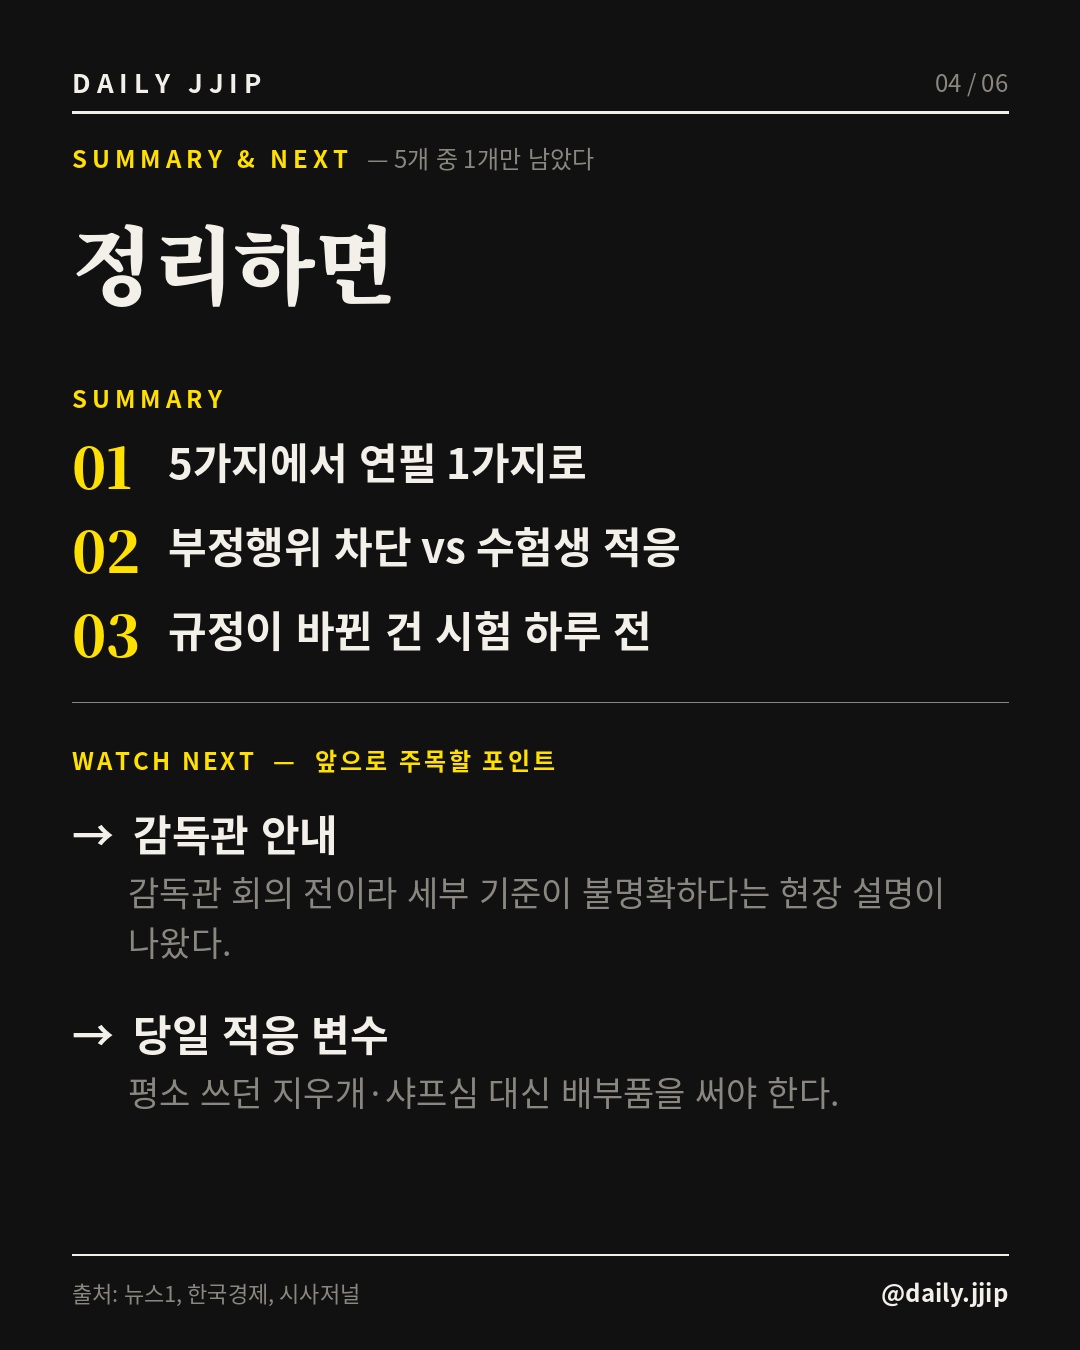 DAILY JJIP
04 / 06
SUMMARY & NEXT — 5개 중 1개만 남았다
정리하면
SUMMARY
01 5가지에서 연필 1가지로
02 부정행위 차단 vs 수험생 적응
03 규정이 바뀐 건 시험 하루 전
WATCH NEXT — 앞으로 주목할 포인트
→ 감독관 안내
감독관 회의 전이라 세부 기준이 불명확하다는 현장 설명이
나왔다.
→ 당일 적응 변수
평소 쓰던 지우개·샤프심 대신 배부품을 써야 한다.
출처: 뉴스1, 한국경제, 시사저널
@daily.jjip